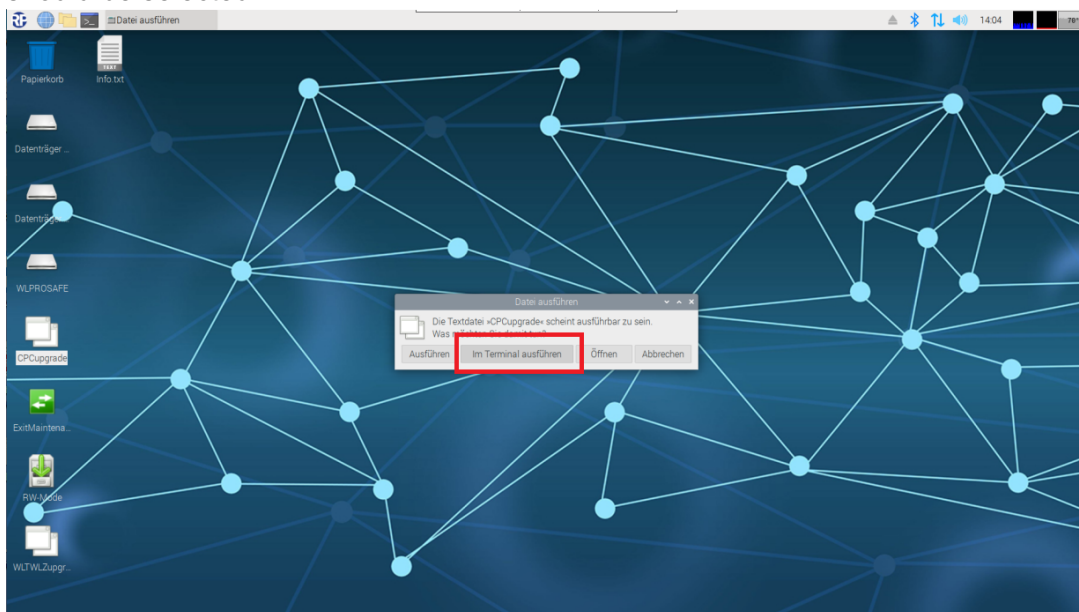 Datei ausführen
14:04
Papierkorb
Info.txt
Datenträger ...
WLPROSAFE
CPCupgrade
ExitMaintena...
RW-Mode
WLTWLZupgr...
Datei ausführen
Die Textdatei »CPCupgrade« scheint ausführbar zu sein.
Was
Ausführen
Im Terminal ausführen
Öffnen
Abbrechen